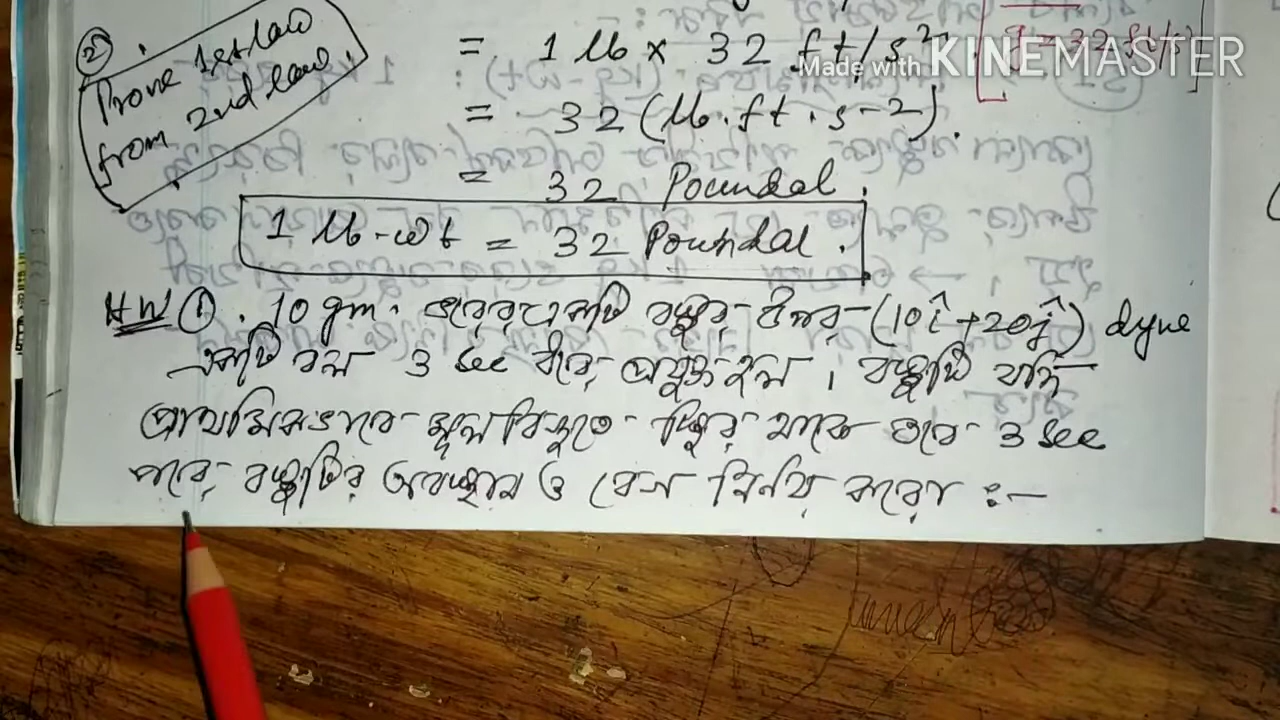 ②.
Prove 1st law
from 2nd law.
= 1 lb × 32 ft/s². [g = 32 ft/s²]
Made with KINEMASTER
= 32 (lb.ft.s-2).
= 32 Poundal.
1 lb-wt = 32 Poundal.
HW ①. 10 gm. ভরের একটি বস্তুর উপর (10î+20ĵ) dyne
একটি বল 3 sec ধরে প্রযুক্ত হল। বস্তুটি যদি
প্রাথমিকভাবে মূলবিন্দুতে স্থির থাকে তবে 3 sec
পরে বস্তুটির অবস্থান ও বেগ নির্ণয় করো :-